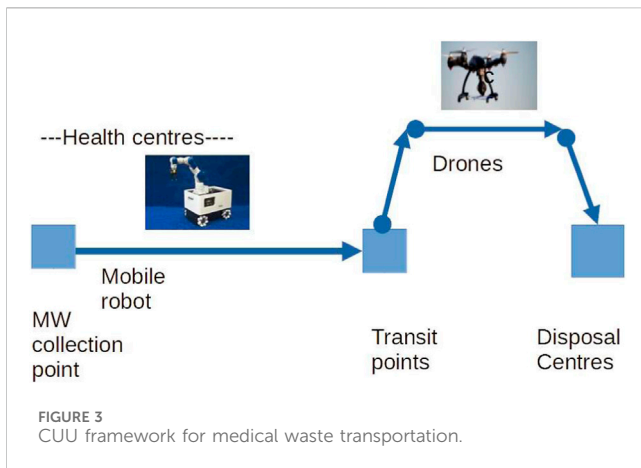 ---Health centres----
Drones
Mobile
robot
MW
collection
point
Transit
points
Disposal
Centres
FIGURE 3
CUU framework for medical waste transportation.